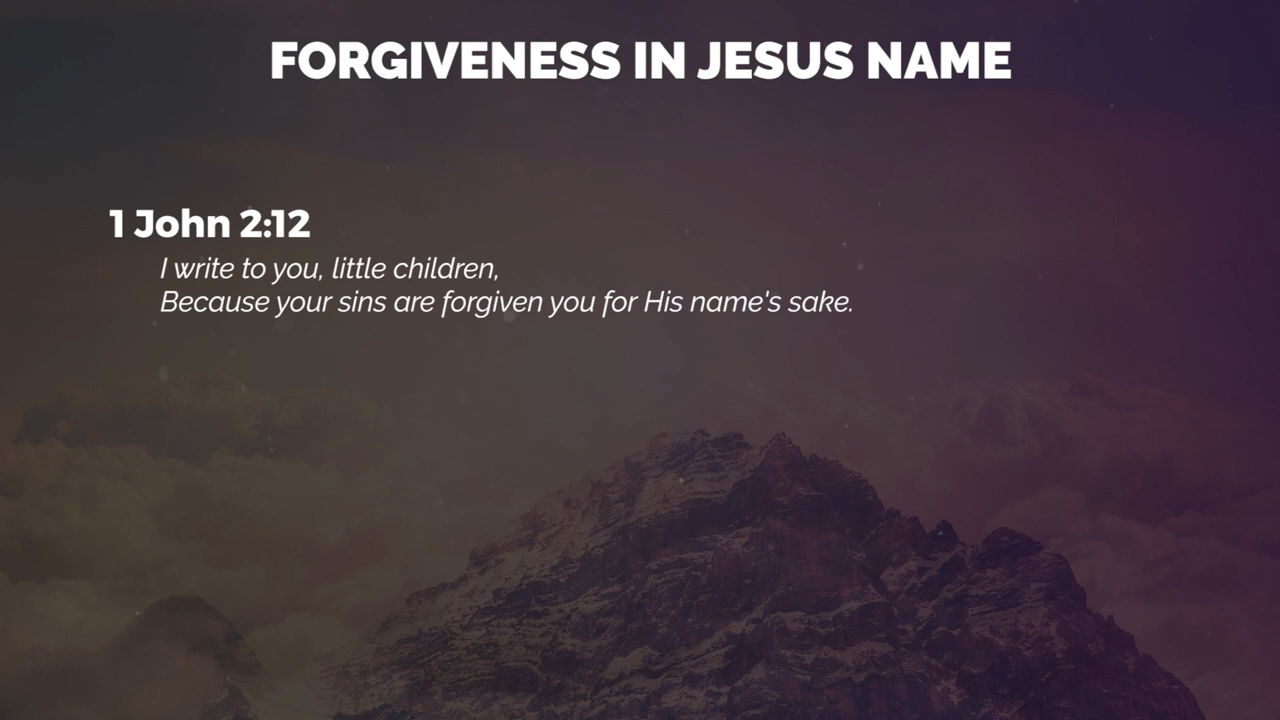 FORGIVENESS IN JESUS NAME
1 John 2:12
I write to you, little children,
Because your sins are forgiven you for His name's sake.